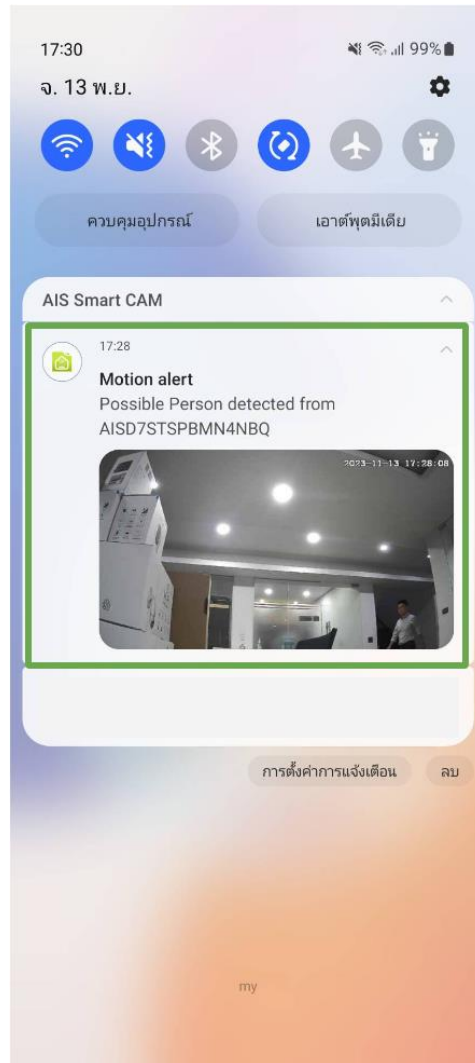 17:30
99%
จ. 13 พ.ย.
ควบคุมอุปกรณ์
เอาต์พุตมีเดีย
AIS Smart CAM
17:28
Motion alert
Possible Person detected from
AISD7STSPBMN4NBQ
2023-11-13 17:28:08
การตั้งค่าการแจ้งเตือน
ลบ
my